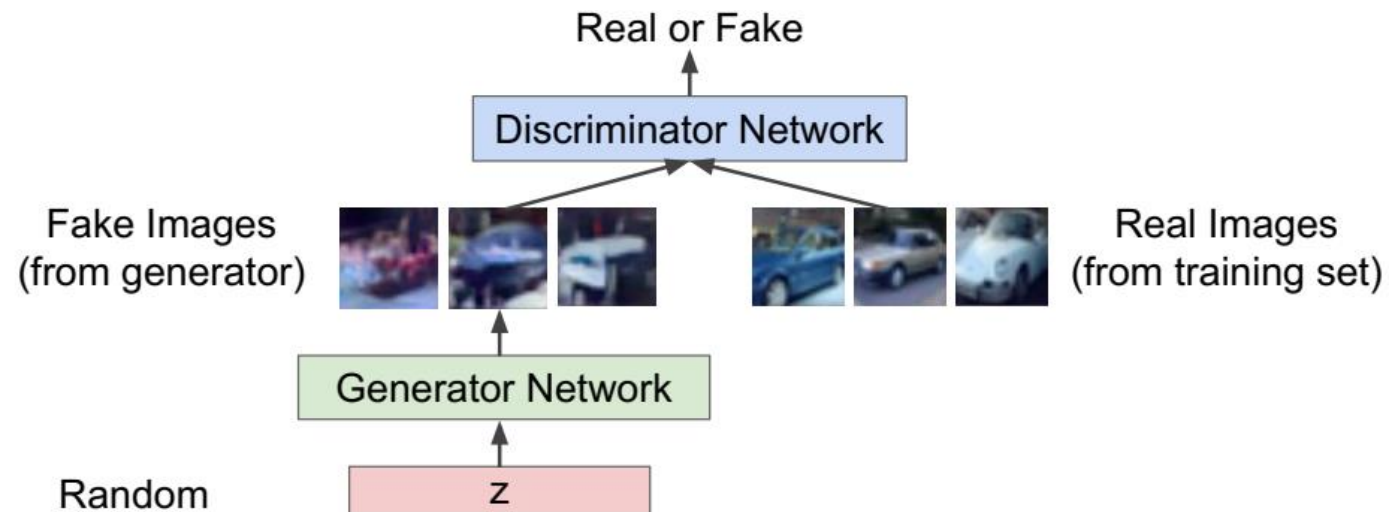 Real or Fake
Discriminator Network
Fake Images
(from generator)
Real Images
(from training set)
Generator Network
Random
z